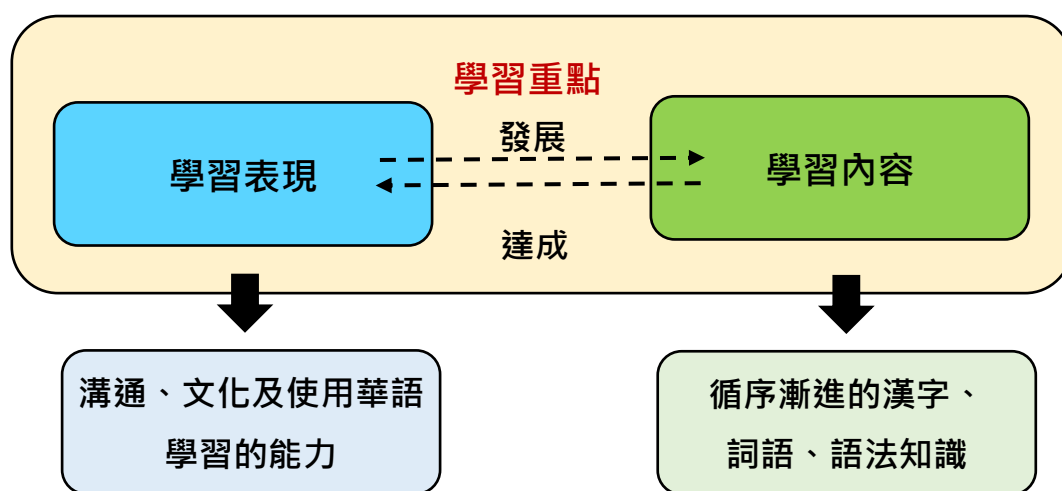 學習重點
學習表現
發展
學習內容
達成
溝通、文化及使用華語
學習的能力
循序漸進的漢字、
詞語、語法知識